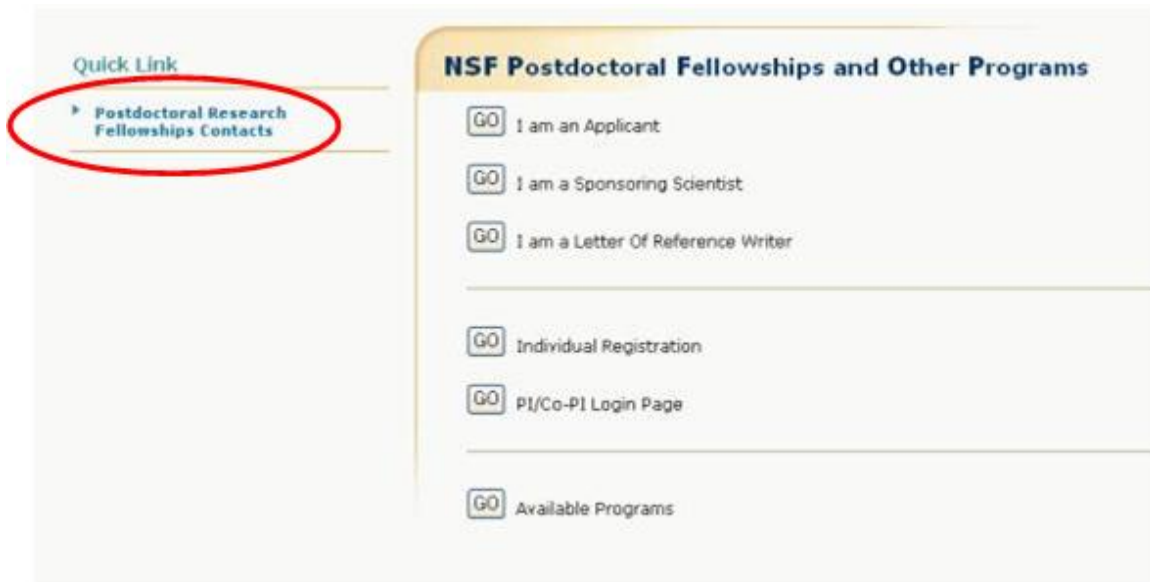 Quick Link
Postdoctoral Research
Fellowships Contacts
NSF Postdoctoral Fellowships and Other Programs
GO I am an Applicant
GO I am a Sponsoring Scientist
GO I am a Letter Of Reference Writer
GO Individual Registration
GO PI/Co-PI Login Page
GO Available Programs